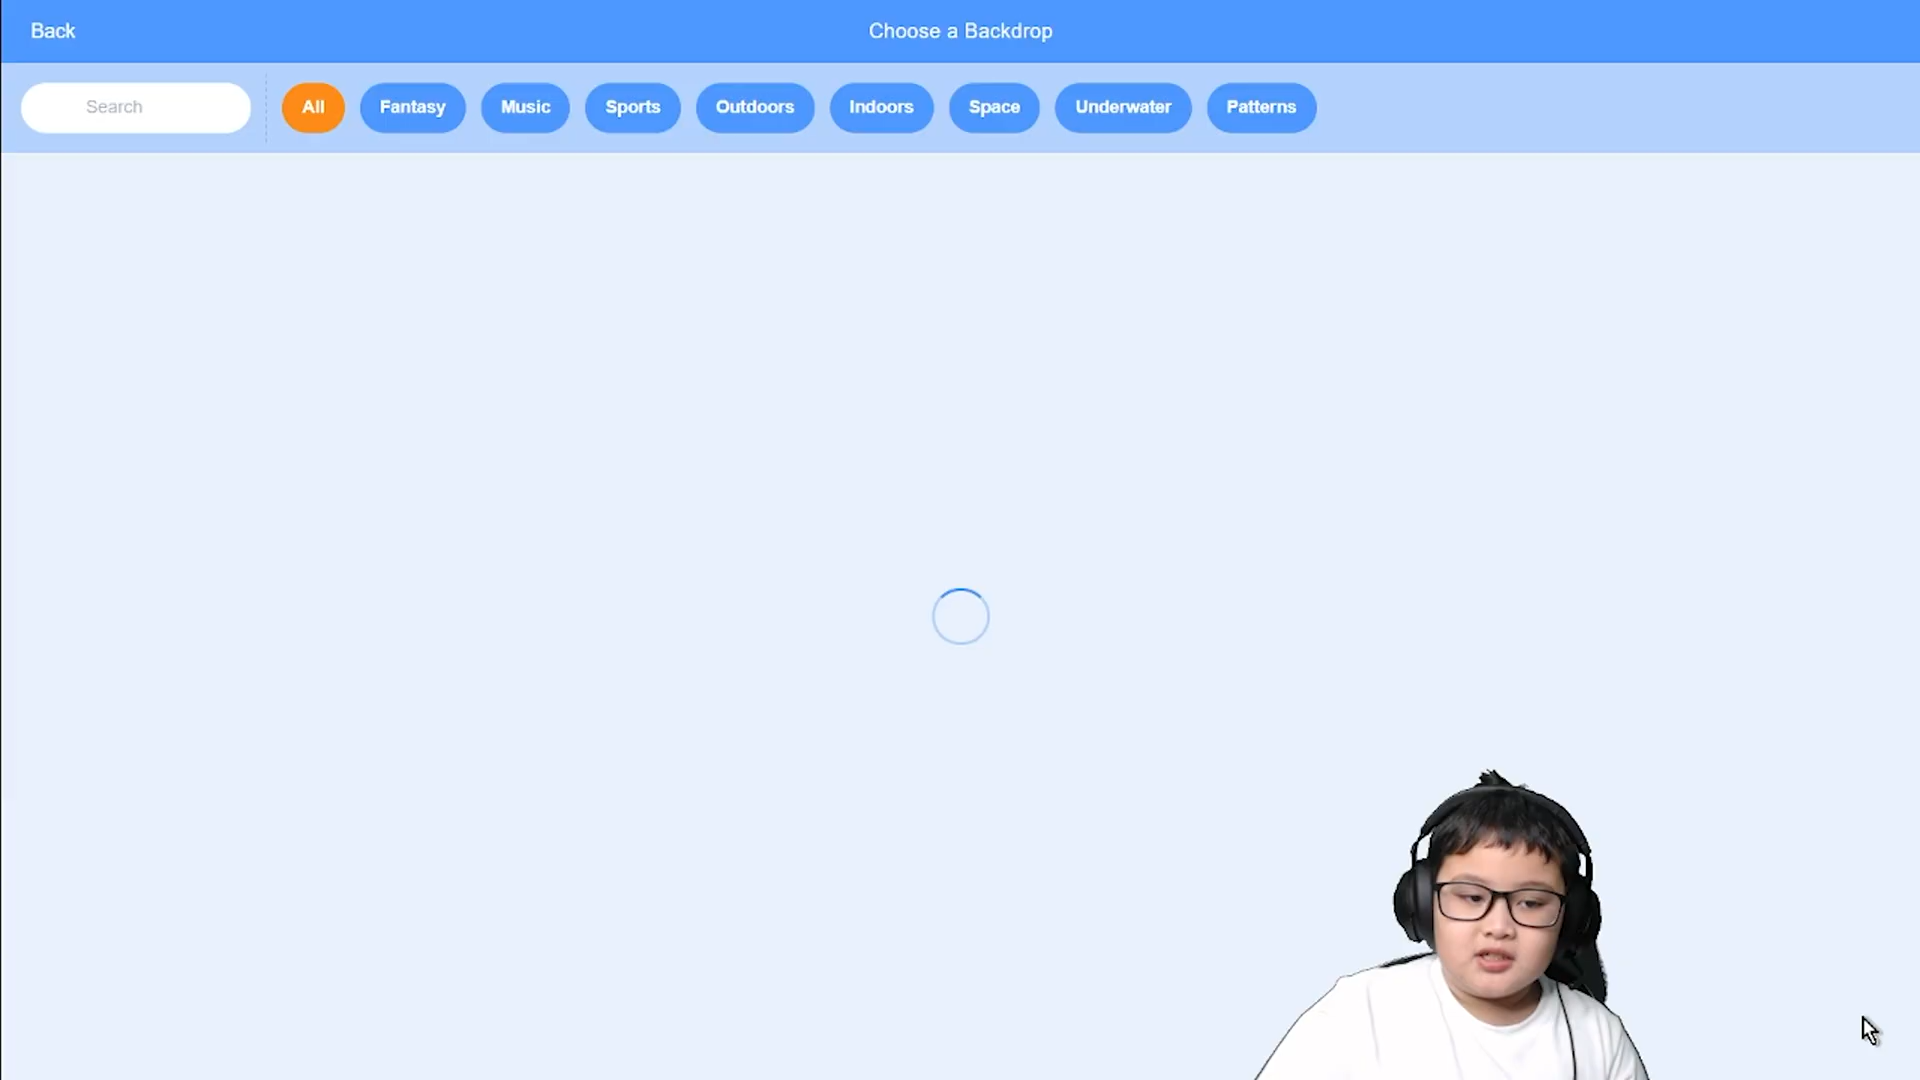 Back
Choose a Backdrop
Search
All
Fantasy
Music
Sports
Outdoors
Indoors
Space
Underwater
Patterns